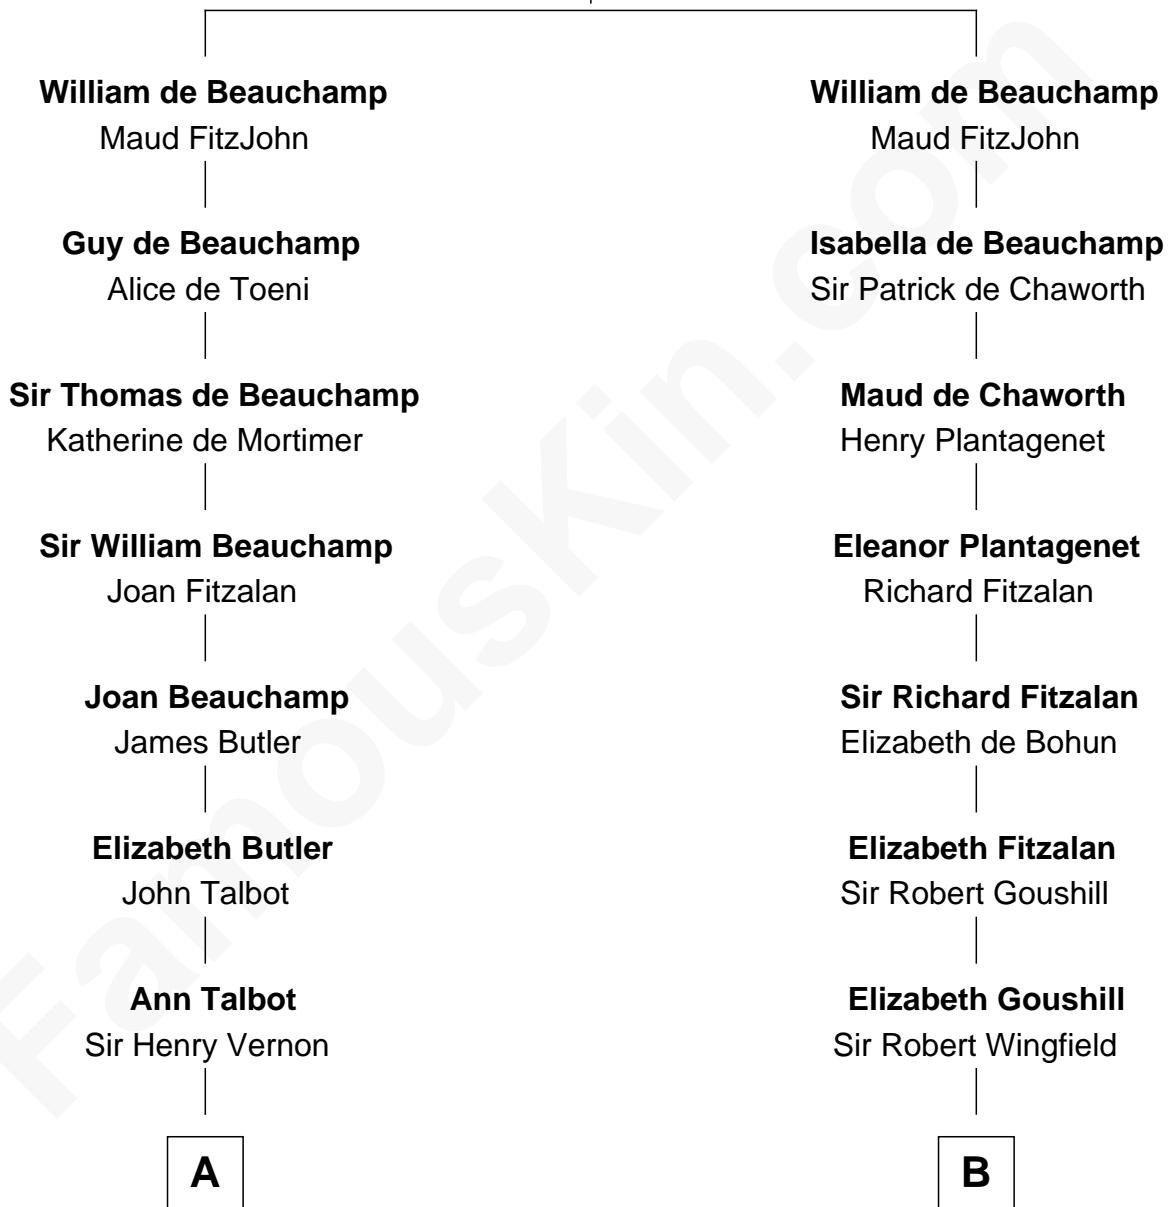 William de Beauchamp
Maud FitzJohn
Guy de Beauchamp
Alice de Toeni
Sir Thomas de Beauchamp
Katherine de Mortimer
Sir William Beauchamp
Joan Fitzalan
Joan Beauchamp
James Butler
Elizabeth Butler
John Talbot
Ann Talbot
Sir Henry Vernon
A
William de Beauchamp
Maud FitzJohn
Isabella de Beauchamp
Sir Patrick de Chaworth
Maud de Chaworth
Henry Plantagenet
Eleanor Plantagenet
Richard Fitzalan
Sir Richard Fitzalan
Elizabeth de Bohun
Elizabeth Fitzalan
Sir Robert Goushill
Elizabeth Goushill
Sir Robert Wingfield
B
FamousKin.com